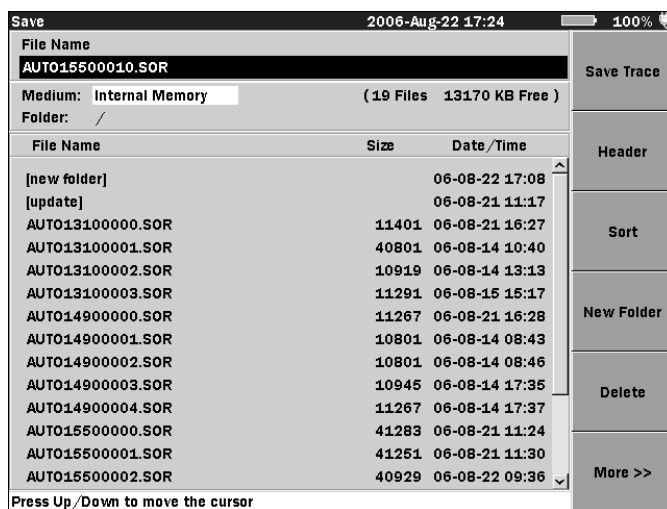 Save 2006-Aug-22 17:24 100%
File Name
AUTO15500010.SOR
Medium: Internal Memory (19 Files 13170 KB Free )
Folder: /
File Name Size Date/Time
[new folder] 06-08-22 17:08
[update] 06-08-21 11:17
AUTO13100000.SOR 11401 06-08-21 16:27
AUTO13100001.SOR 40801 06-08-14 10:40
AUTO13100002.SOR 10919 06-08-14 13:13
AUTO13100003.SOR 11291 06-08-15 15:17
AUTO14900000.SOR 11267 06-08-21 16:28
AUTO14900001.SOR 10801 06-08-14 08:43
AUTO14900002.SOR 10801 06-08-14 08:46
AUTO14900003.SOR 10945 06-08-14 17:35
AUTO14900004.SOR 11267 06-08-14 17:37
AUTO15500000.SOR 41283 06-08-21 11:24
AUTO15500001.SOR 41251 06-08-21 11:30
AUTO15500002.SOR 40929 06-08-22 09:36
Press Up/Down to move the cursor
Save Trace
Header
Sort
New Folder
Delete
More >>